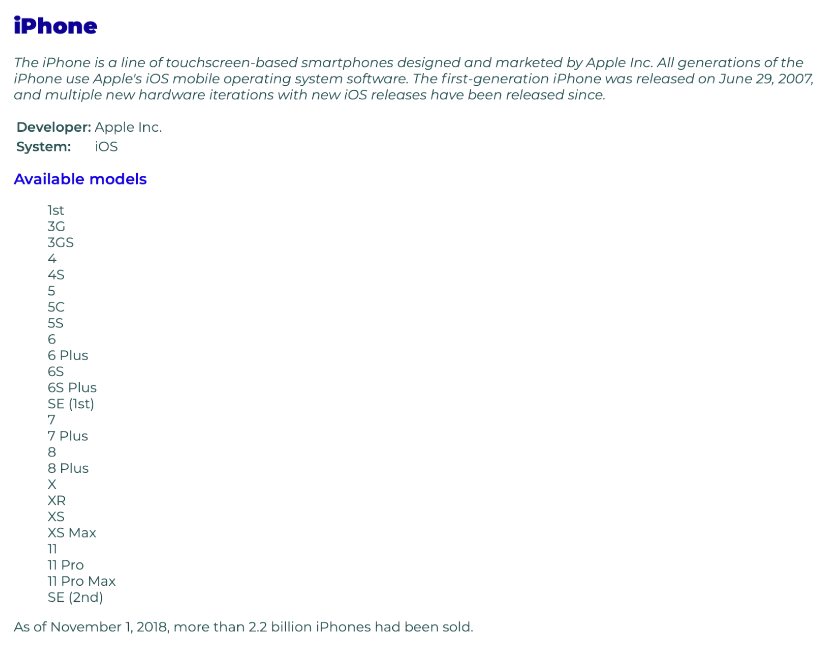 iPhone
The iPhone is a line of touchscreen-based smartphones designed and marketed by Apple Inc. All generations of the
iPhone use Apple's iOS mobile operating system software. The first-generation iPhone was released on June 29, 2007,
and multiple new hardware iterations with new iOS releases have been released since.
Developer: Apple Inc.
System: iOS
Available models
1st
3G
3GS
4
4S
5
5C
5S
6
6 Plus
6S
6S Plus
SE (1st)
7
7 Plus
8
8 Plus
X
XR
XS
XS Max
11
11 Pro
11 Pro Max
SE (2nd)
As of November 1, 2018, more than 2.2 billion iPhones had been sold.